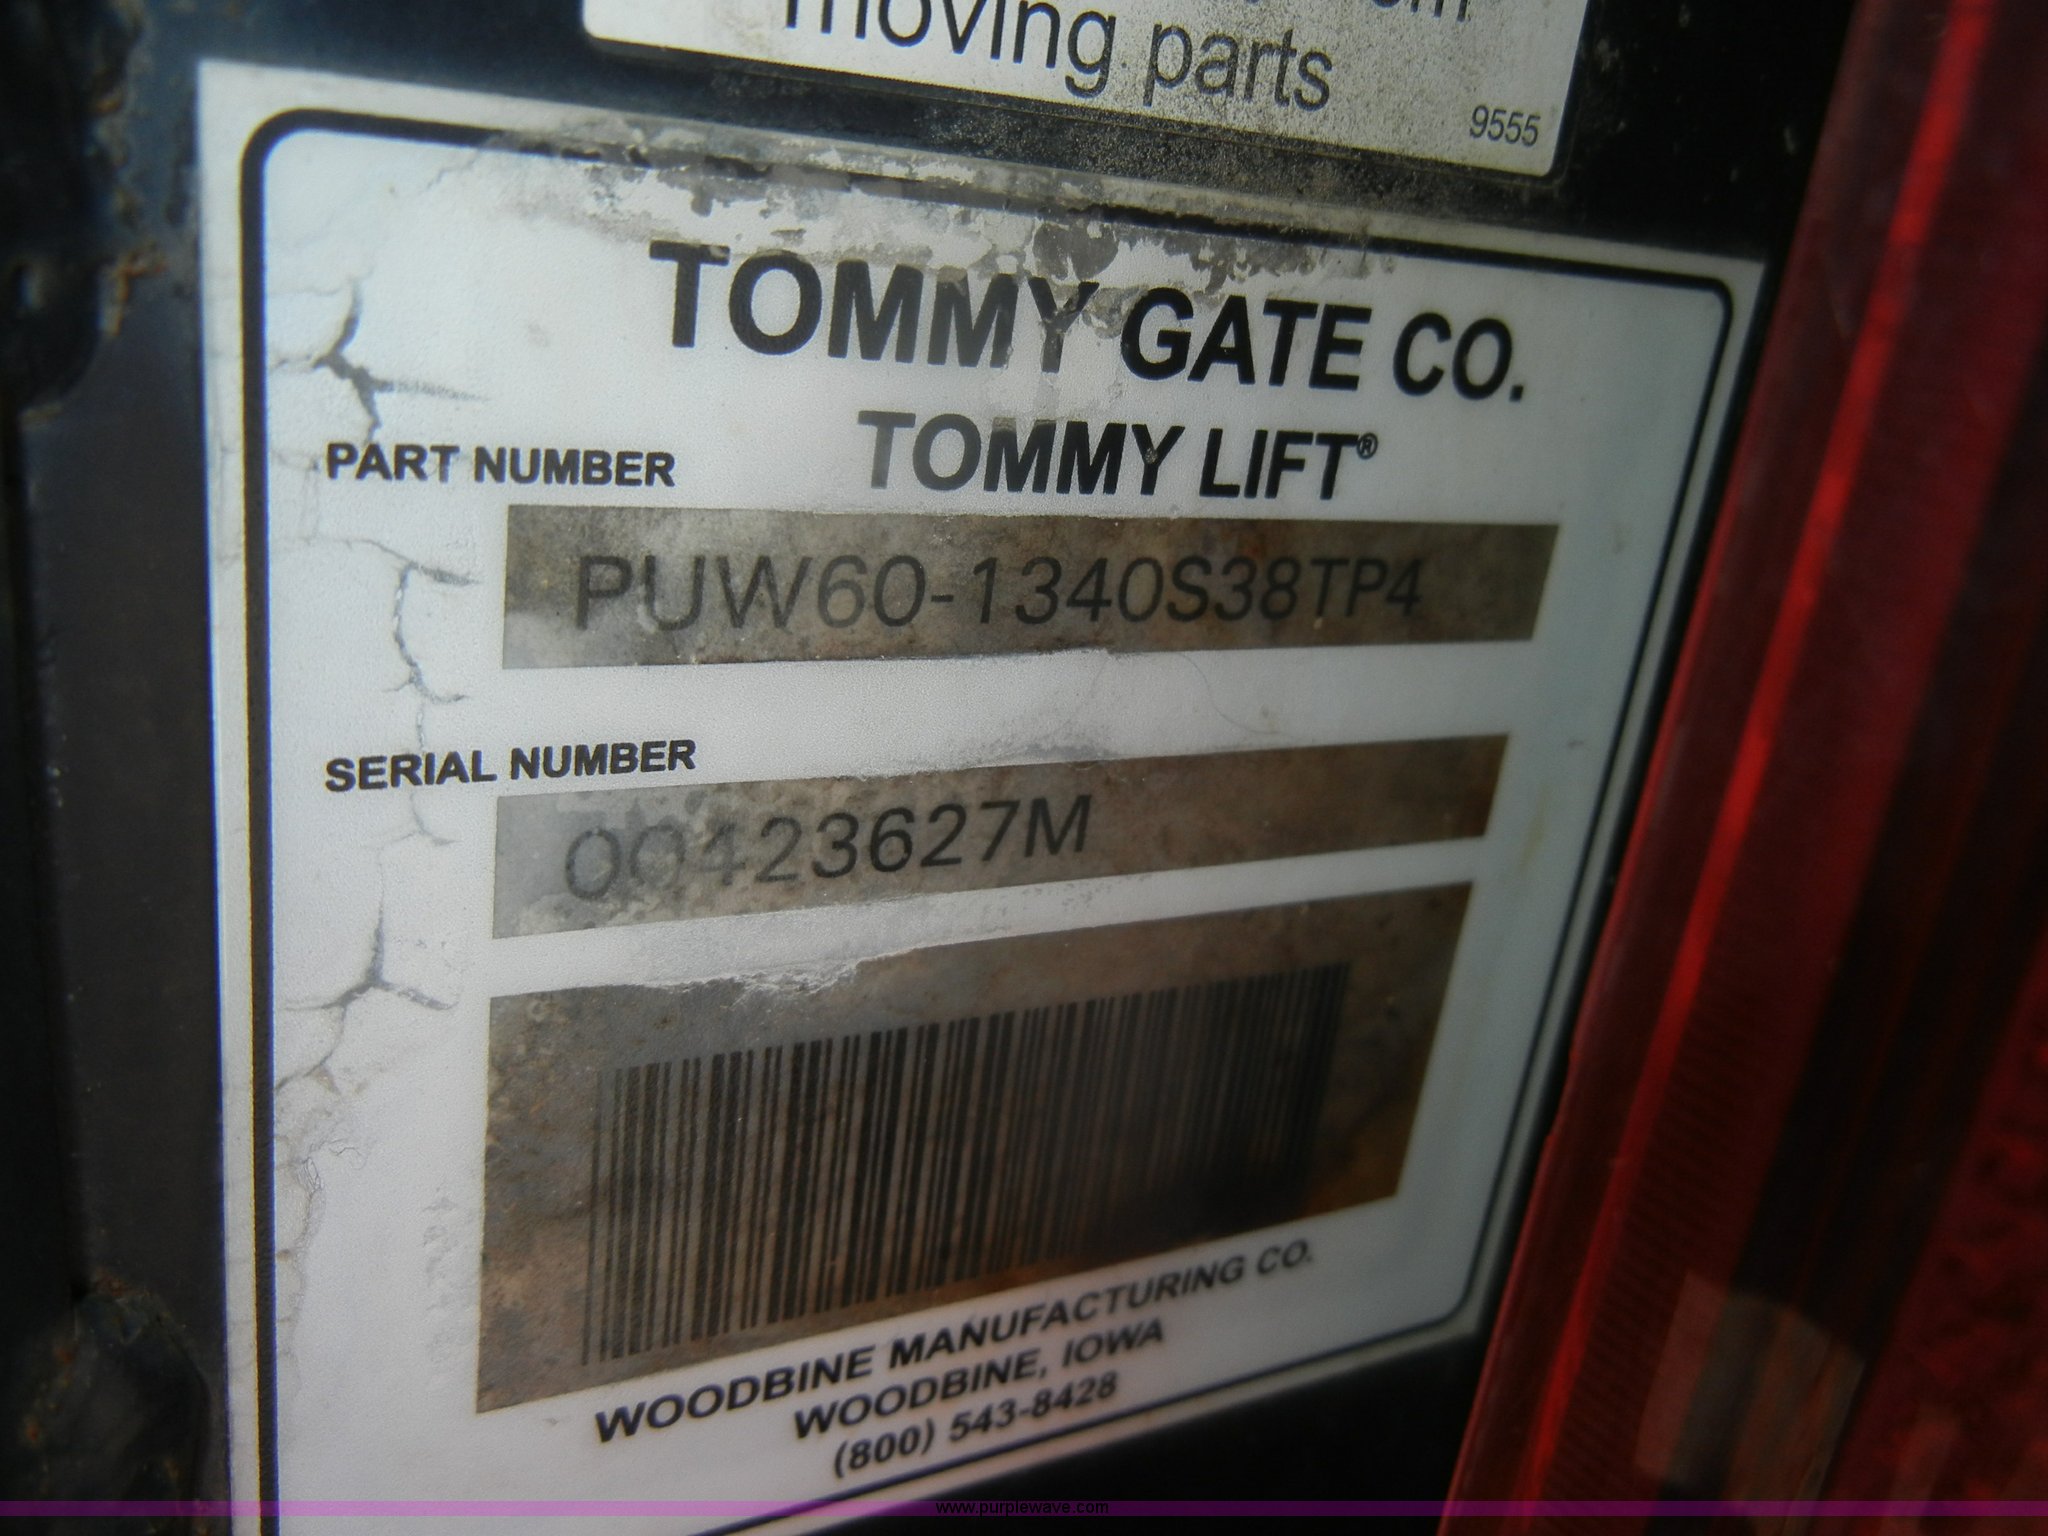 moving parts
9555
TOMMY GATE CO.
TOMMY LIFT®
PART NUMBER
PUW60-1340S38TP4
SERIAL NUMBER
00423627M
WOODBINE MANUFACTURING CO.
WOODBINE, IOWA
(800) 543-8428
www.purplewave.com